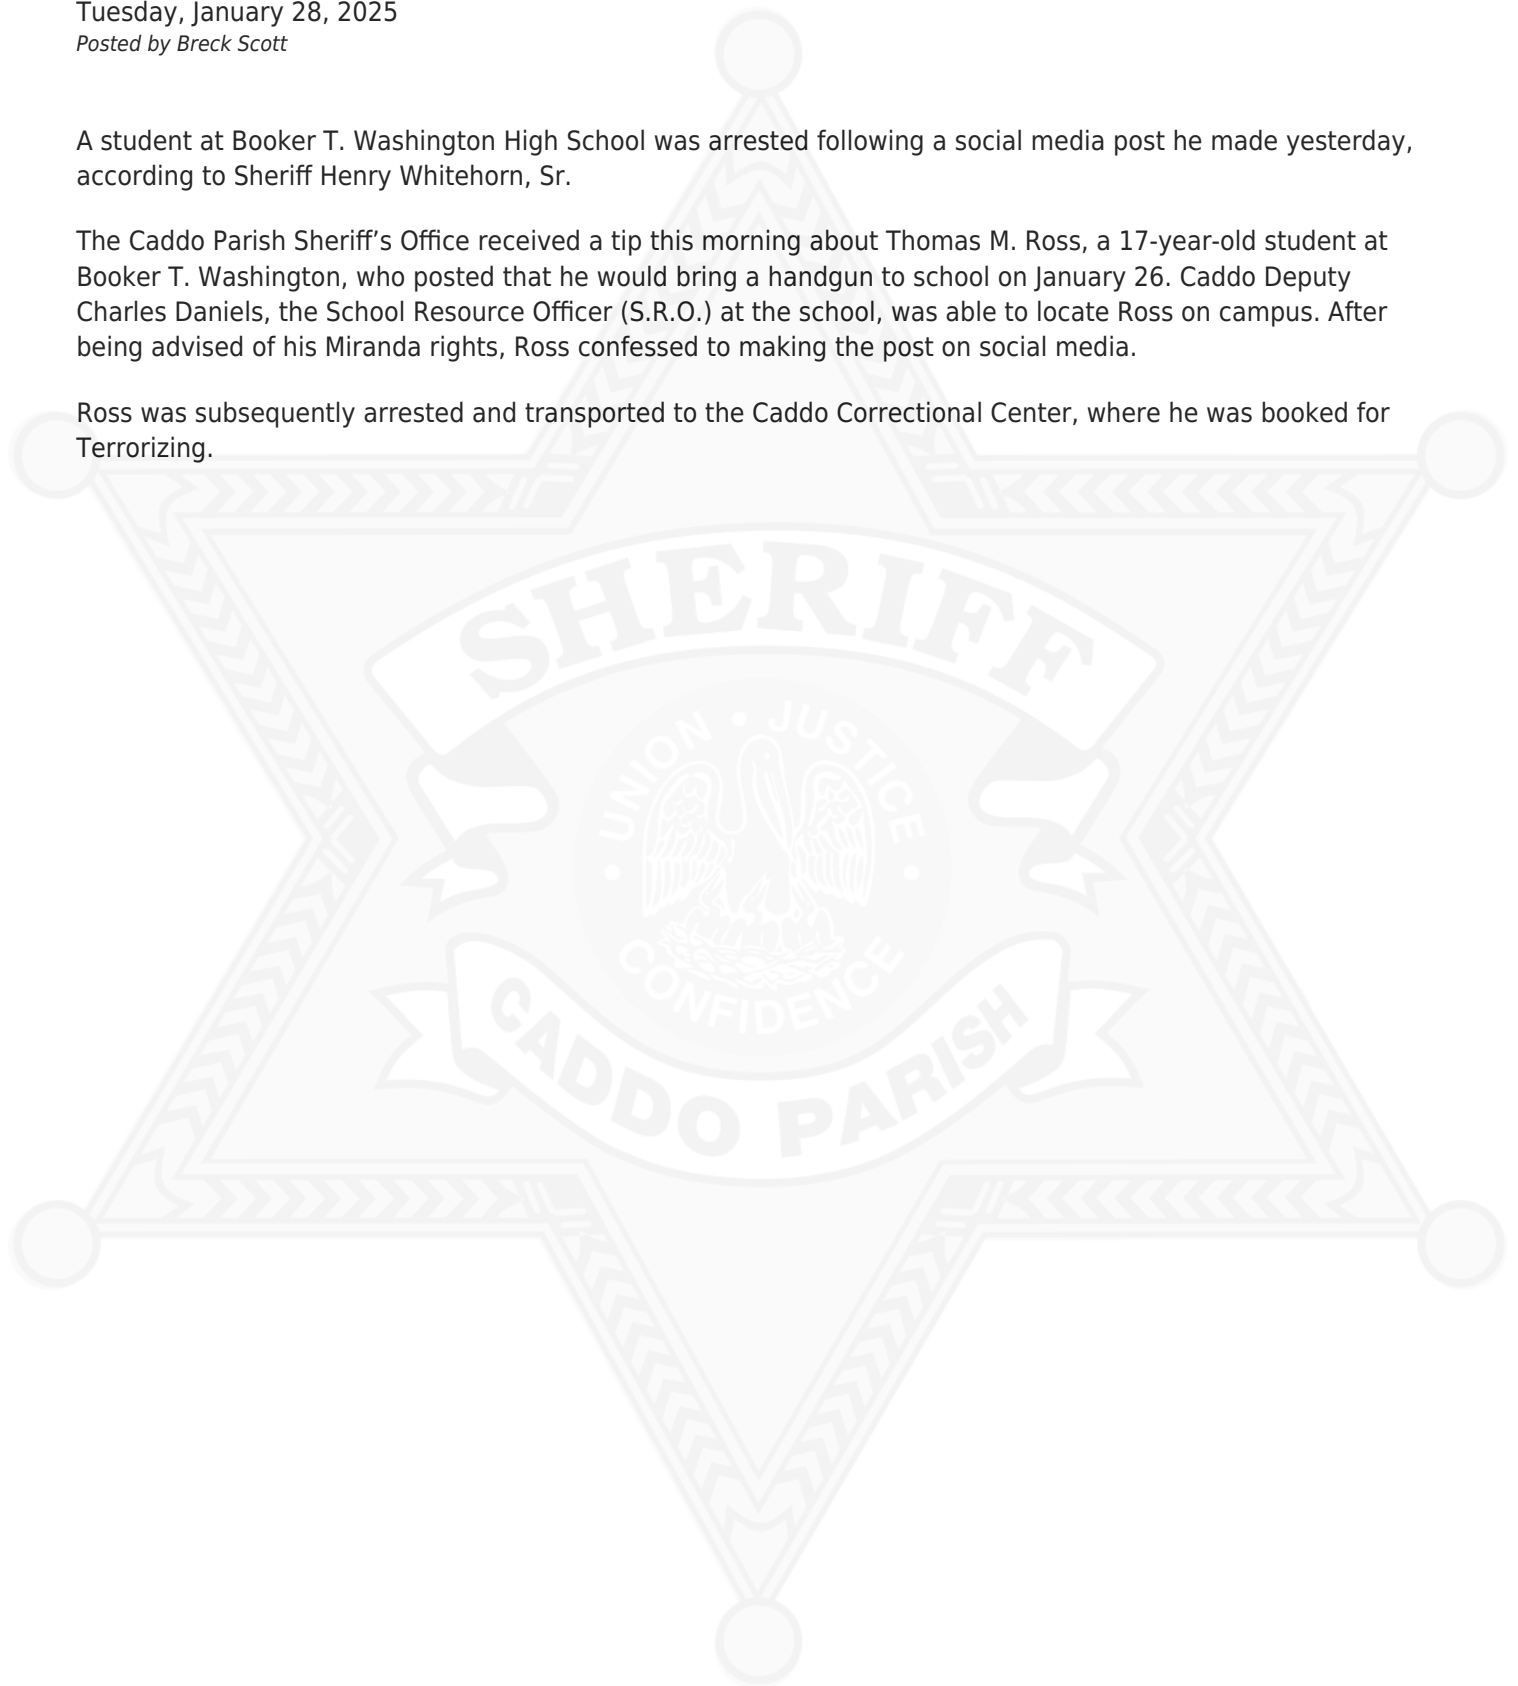 Tuesday, January 28, 2025
Posted by Breck Scott
A student at Booker T. Washington High School was arrested following a social media post he made yesterday,
according to Sheriff Henry Whitehorn, Sr.
The Caddo Parish Sheriff’s Office received a tip this morning about Thomas M. Ross, a 17-year-old student at
Booker T. Washington, who posted that he would bring a handgun to school on January 26. Caddo Deputy
Charles Daniels, the School Resource Officer (S.R.O.) at the school, was able to locate Ross on campus. After
being advised of his Miranda rights, Ross confessed to making the post on social media.
Ross was subsequently arrested and transported to the Caddo Correctional Center, where he was booked for
Terrorizing.
SHERIFF
UNION • JUSTICE
• CONFIDENCE •
CADDO PARISH